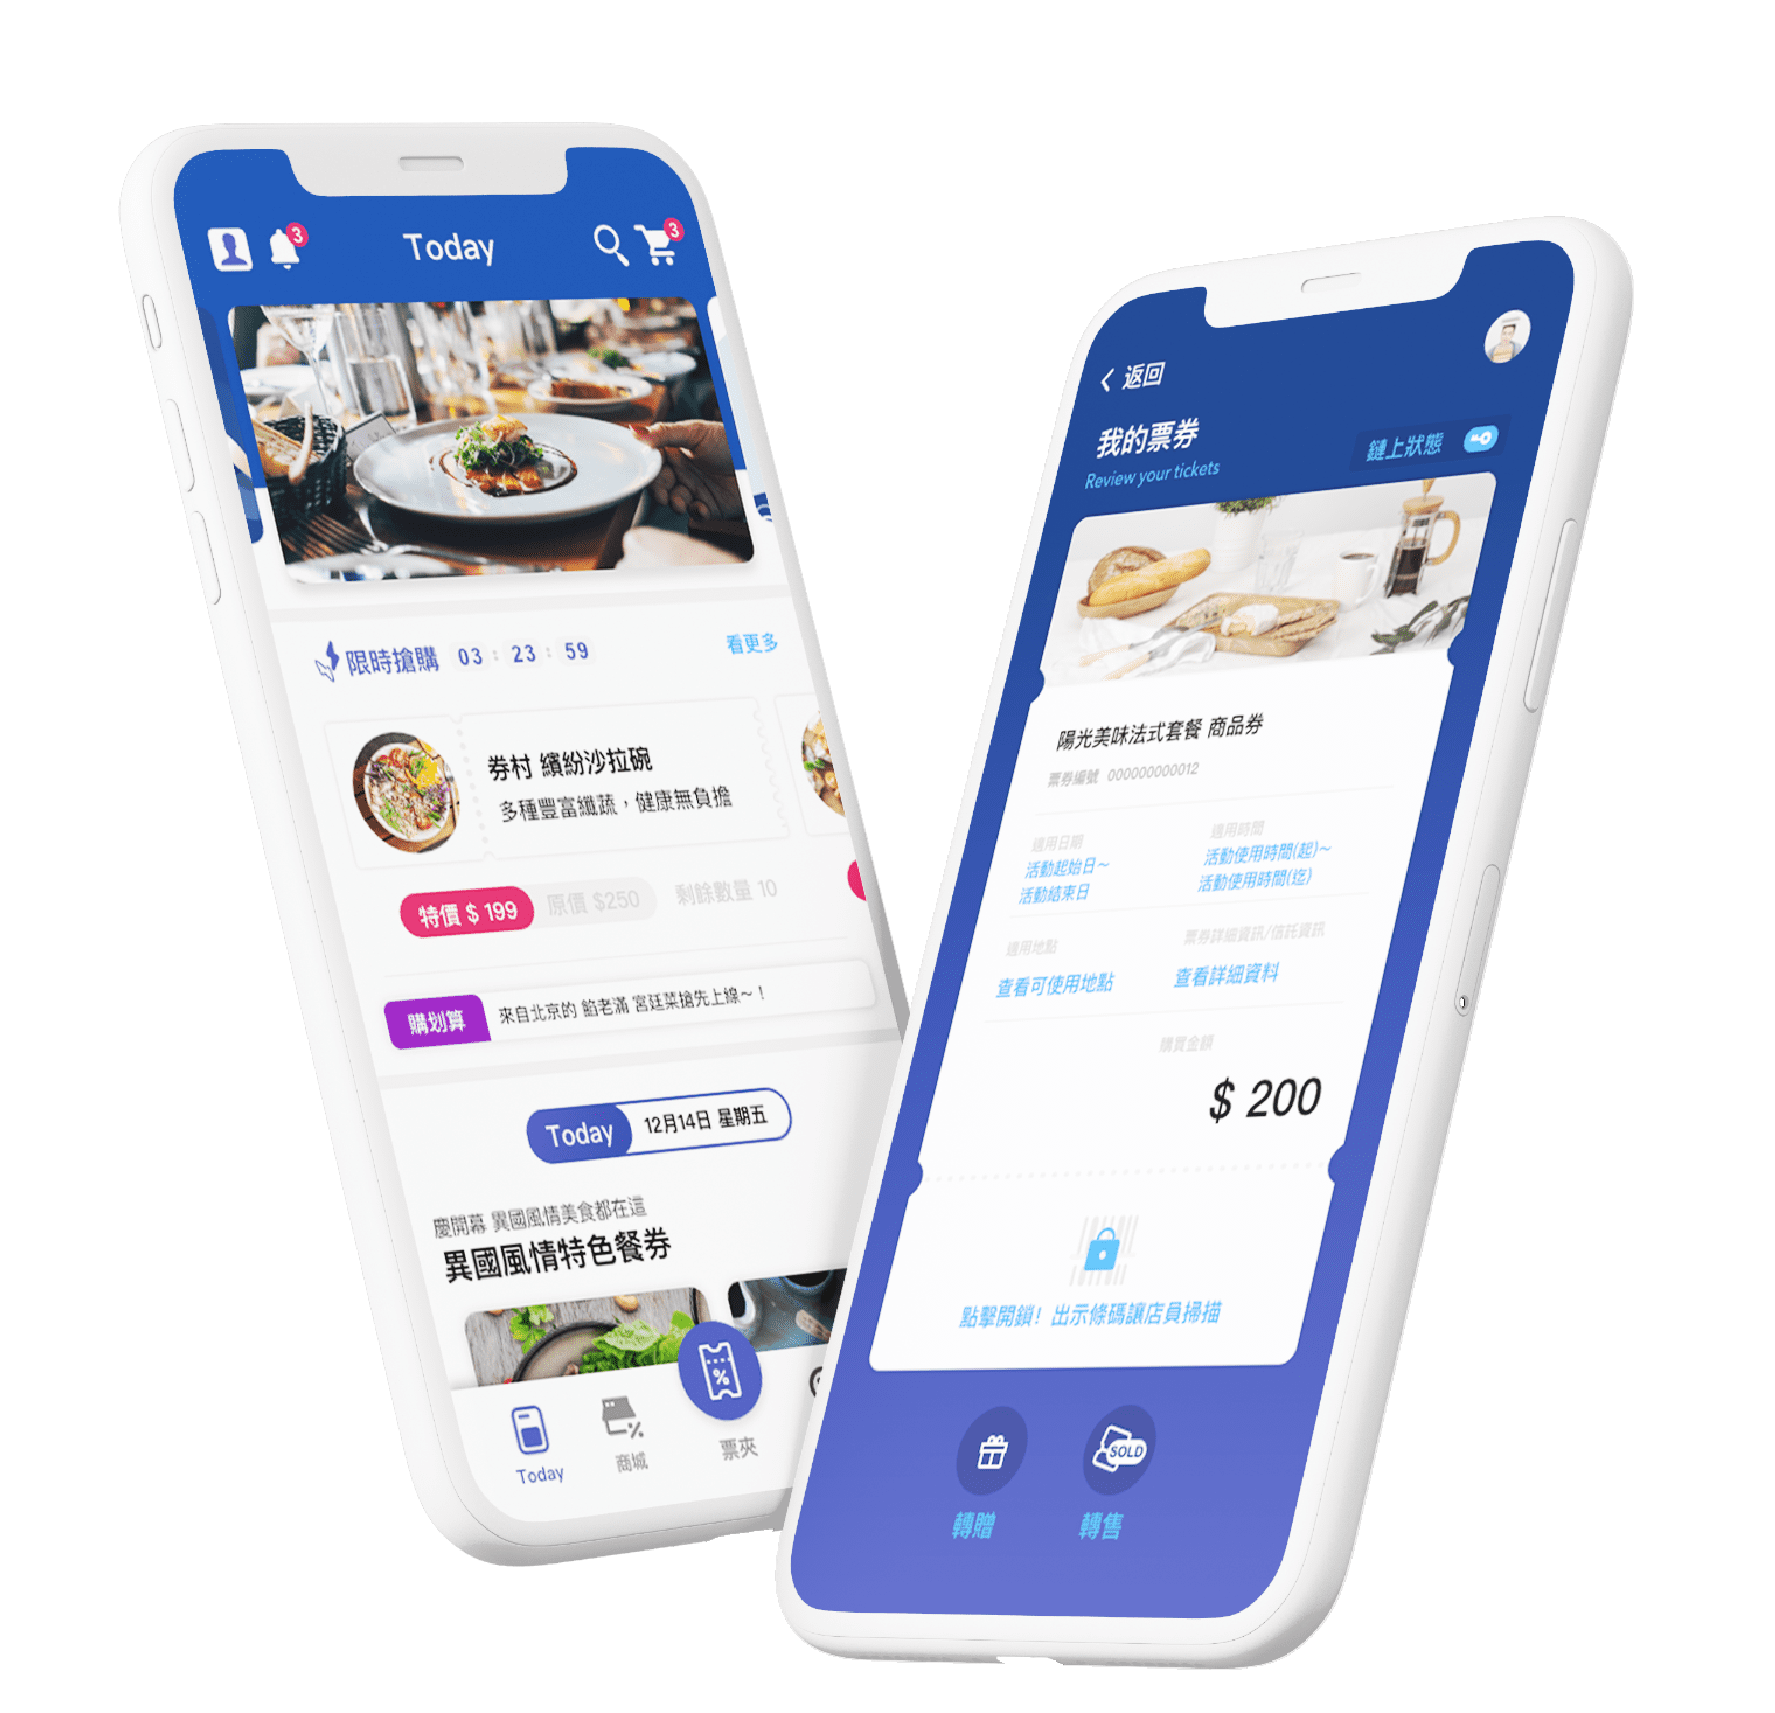 3
Today
3
限時搶購 03 : 23 : 59
看更多
券村 繽紛沙拉碗
多種豐富纖蔬，健康無負擔
特價 $ 199
原價 $250
剩餘數量 10
購划算
來自北京的 餡老滿 宮廷菜搶先上線～！
Today
12月14日 星期五
慶開幕 異國風情美食都在這
異國風情特色餐券
Today
商城
票夾
返回
我的票券
Review your tickets
鏈上狀態
陽光美味法式套餐 商品券
票券編號 000000000012
適用日期
活動起始日～
活動結束日
適用時間
活動使用時間(起)～
活動使用時間(迄)
適用地點
查看可使用地點
票券詳細資訊/信託資訊
查看詳細資料
購買金額
$ 200
點擊開鎖！出示條碼讓店員掃描
SOLD
轉贈
轉售